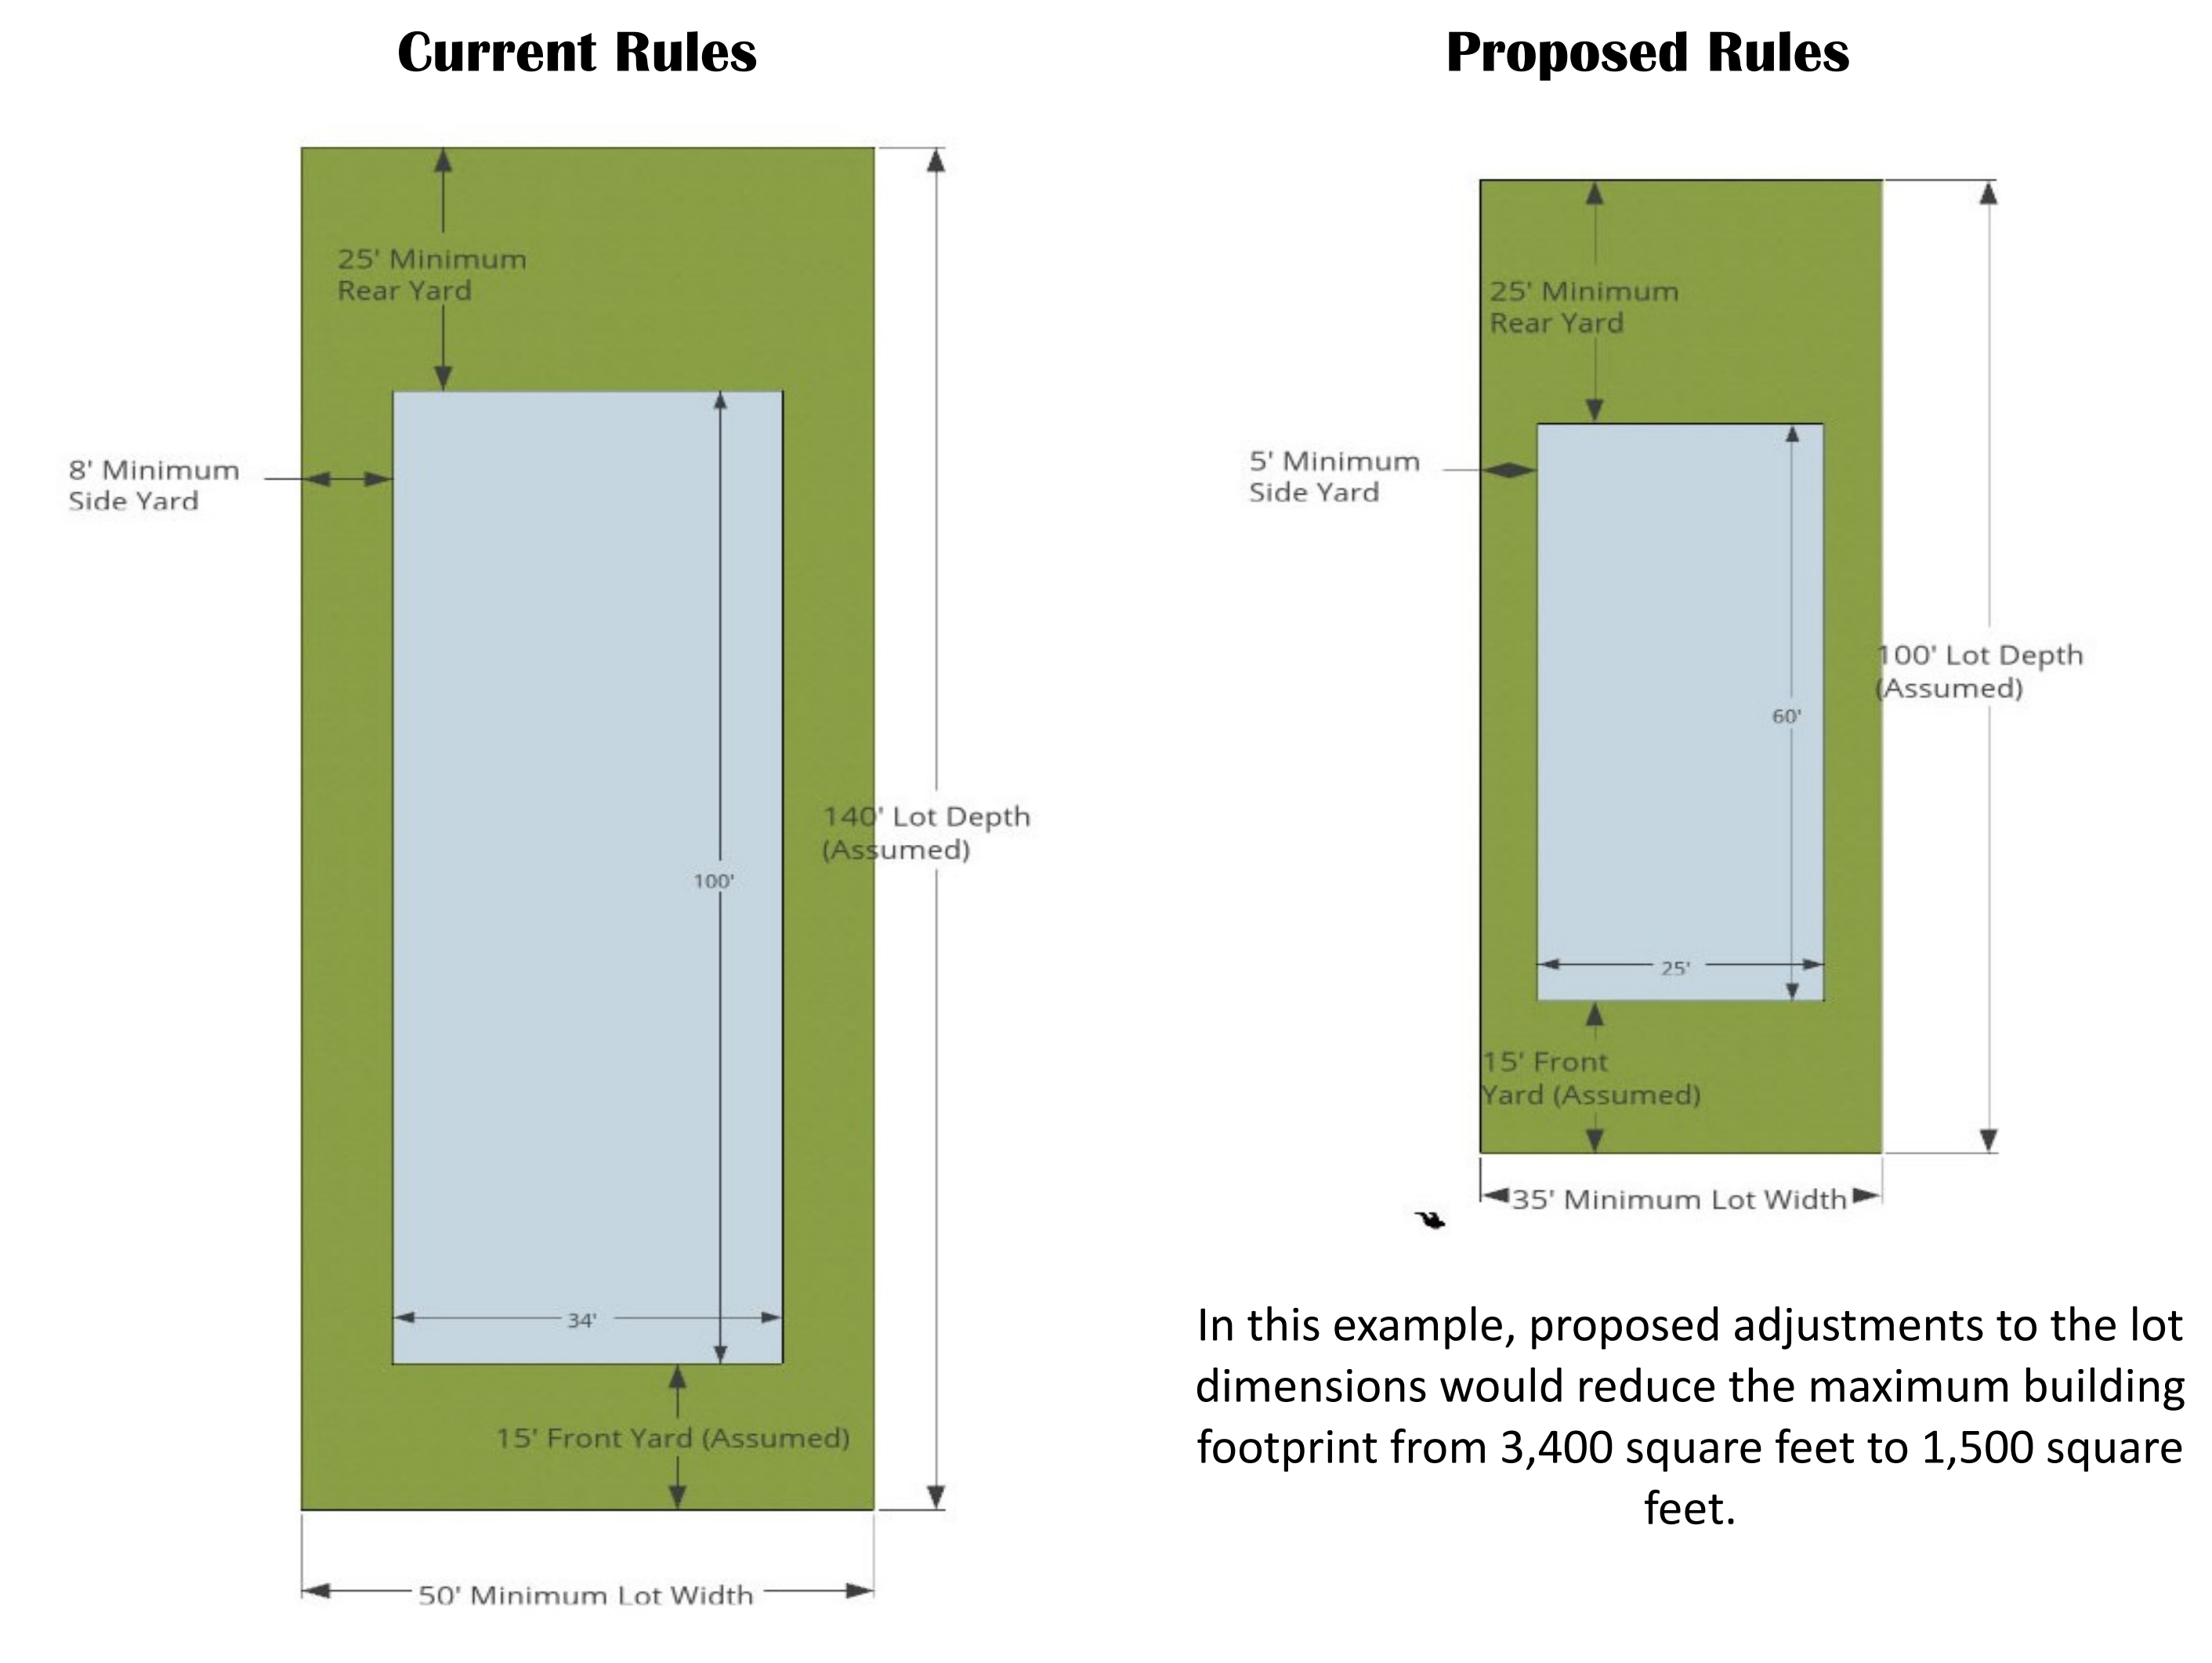 Current Rules
25' Minimum
Rear Yard
8' Minimum
Side Yard
140' Lot Depth
(Assumed)
100'
34'
15' Front Yard (Assumed)
50' Minimum Lot Width
Proposed Rules
25' Minimum
Rear Yard
5' Minimum
Side Yard
100' Lot Depth
(Assumed)
60'
25'
15' Front
Yard (Assumed)
35' Minimum Lot Width
In this example, proposed adjustments to the lot
dimensions would reduce the maximum building
footprint from 3,400 square feet to 1,500 square
feet.